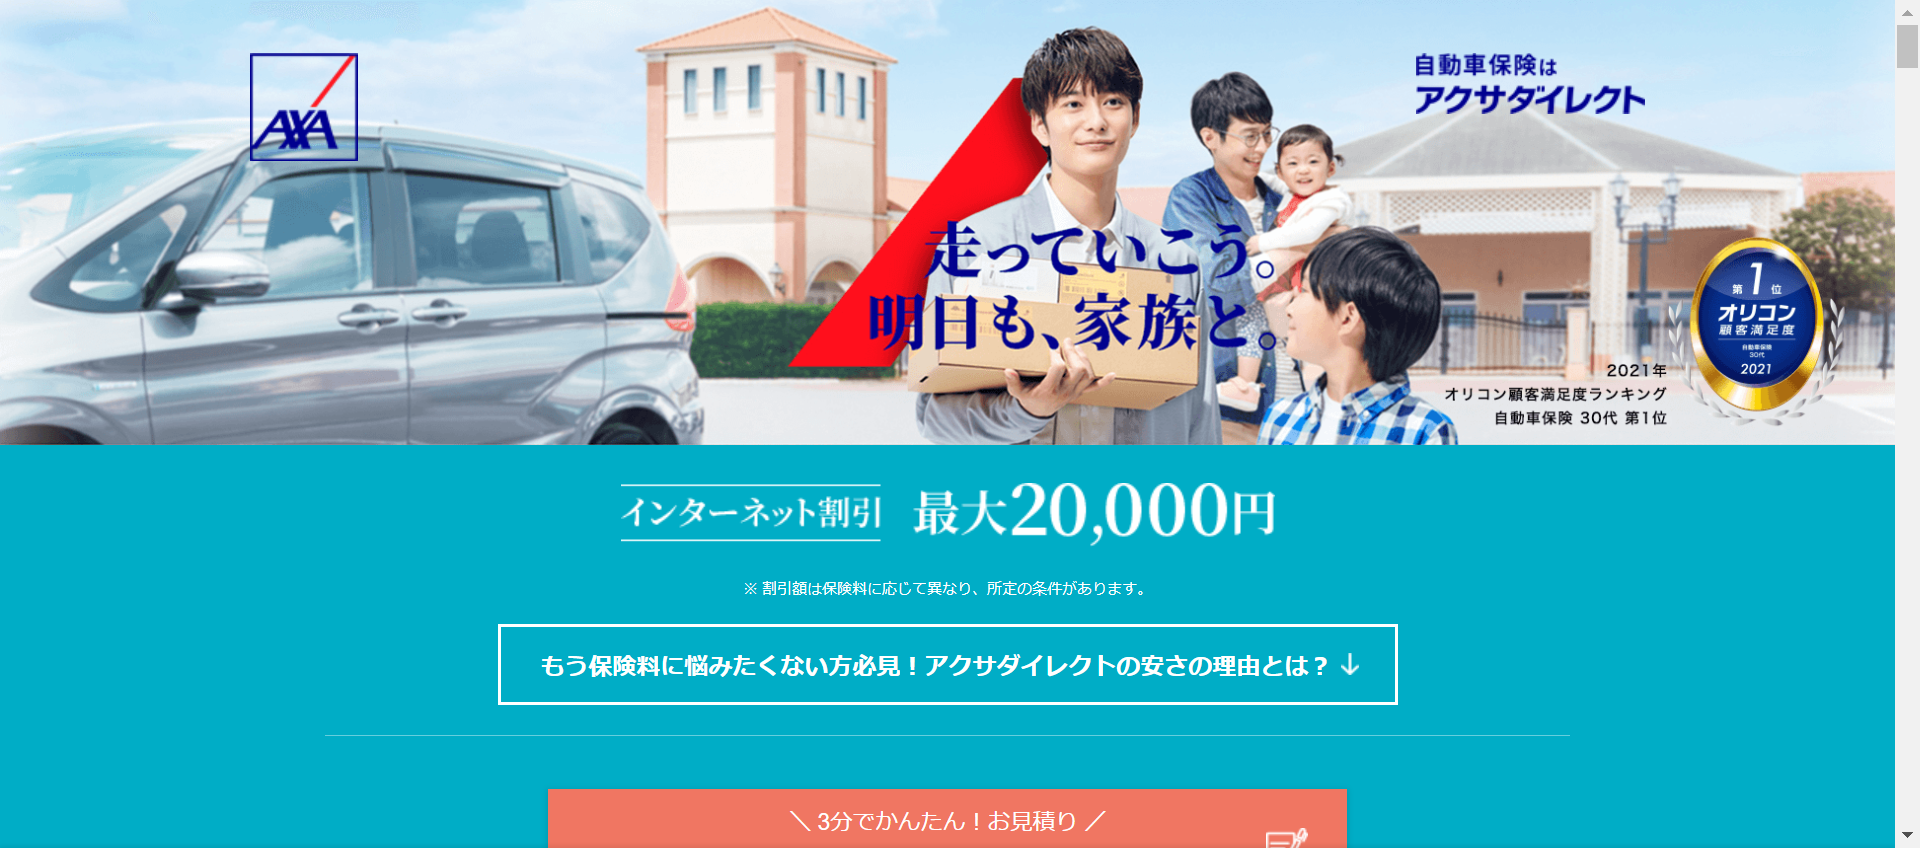 AXA
自動車保険は
アクサダイレクト
走っていこう。
明日も、家族と。
第1位
オリコン
顧客満足度
自動車保険
30代
2021
2021年
オリコン顧客満足度ランキング
自動車保険 30代 第1位
インターネット割引 最大20,000円
※ 割引額は保険料に応じて異なり、所定の条件があります。
もう保険料に悩みたくない方必見！アクサダイレクトの安さの理由とは？↓
＼ 3分でかんたん！お見積り ／